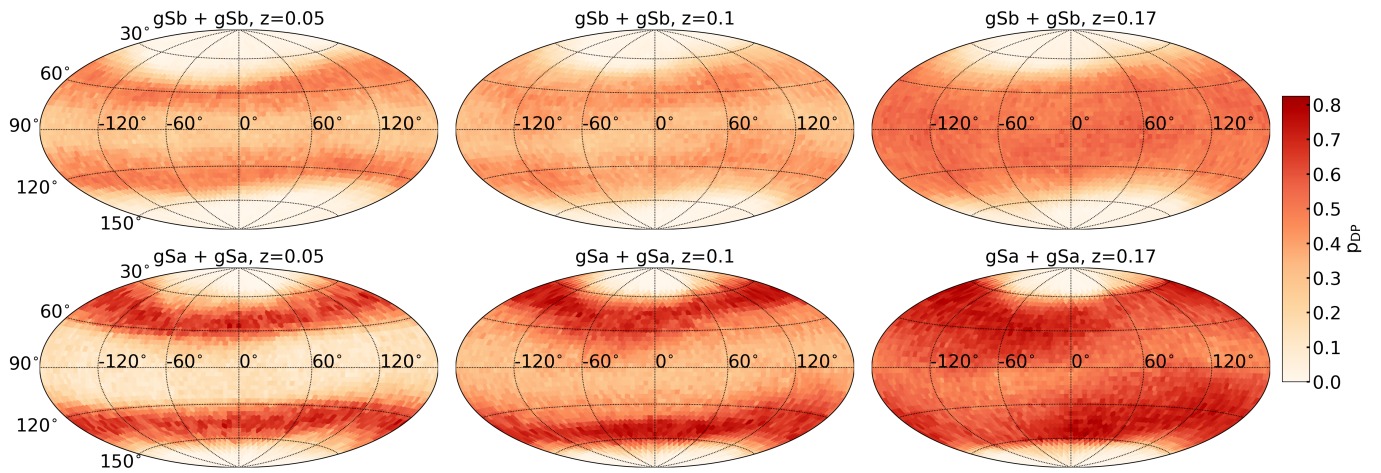 gSb + gSb, z=0.05
gSb + gSb, z=0.1
gSb + gSb, z=0.17
30°
60°
90°
120°
150°
-120° -60° 0° 60° 120°
-120° -60° 0° 60° 120°
-120° -60° 0° 60° 120°
gSa + gSa, z=0.05
gSa + gSa, z=0.1
gSa + gSa, z=0.17
30°
60°
90°
120°
150°
-120° -60° 0° 60° 120°
-120° -60° 0° 60° 120°
-120° -60° 0° 60° 120°
0.8
0.7
0.6
0.5
0.4
0.3
0.2
0.1
0.0
pDP